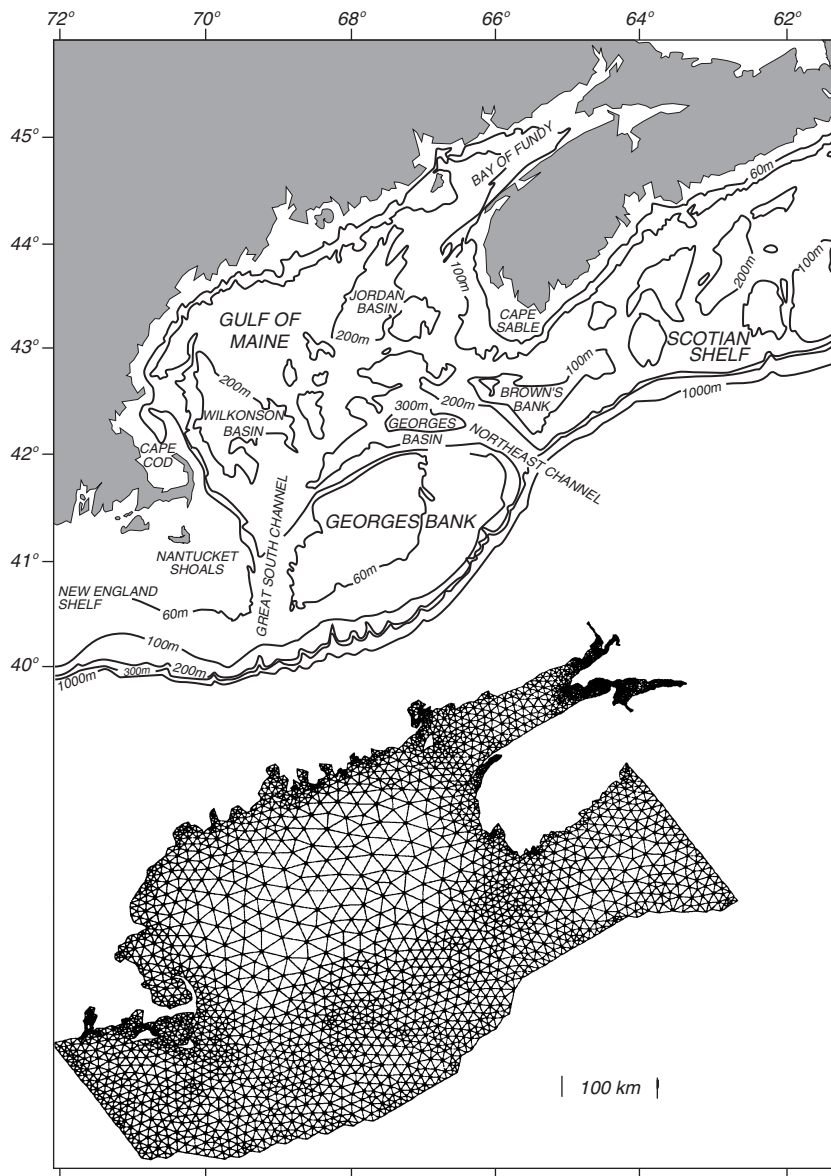 72° 70° 68° 66° 64° 62°
45°
44°
43°
42°
41°
40°
BAY OF FUNDY
60m
100m
200m
100m
JORDAN
BASIN
CAPE
SABLE
GULF OF
MAINE
200m
SCOTIAN
SHELF
100m
1000m
200m
300m
200m
BROWN'S
BANK
WILKONSON
BASIN
GEORGES
BASIN
NORTHEAST CHANNEL
CAPE
COD
GREAT SOUTH CHANNEL
GEORGES BANK
NANTUCKET
SHOALS
NEW ENGLAND
SHELF
60m
60m
100m
200m
300m
1000m
100 km